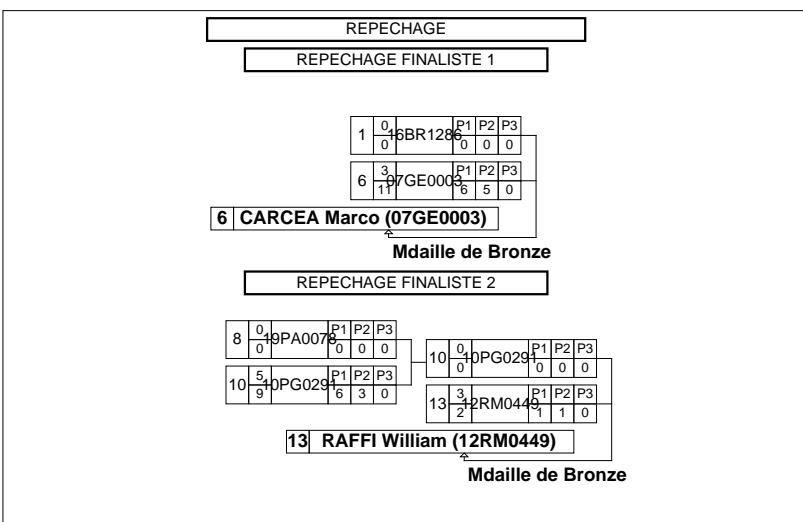 REPECHAGE
REPECHAGE FINALISTE 1
1 0 0 16BR1286 P1 P2 P3 0 0 0
6 3 11 07GE0003 P1 P2 P3 6 5 0
6 CARCEA Marco (07GE0003)
Mdaille de Bronze
REPECHAGE FINALISTE 2
8 0 0 19PA0078 P1 P2 P3 0 0 0
10 0 0 10PG0291 P1 P2 P3 0 0 0
10 5 9 10PG0291 P1 P2 P3 6 3 0
13 3 2 12RM0449 P1 P2 P3 1 1 0
13 RAFFI William (12RM0449)
Mdaille de Bronze